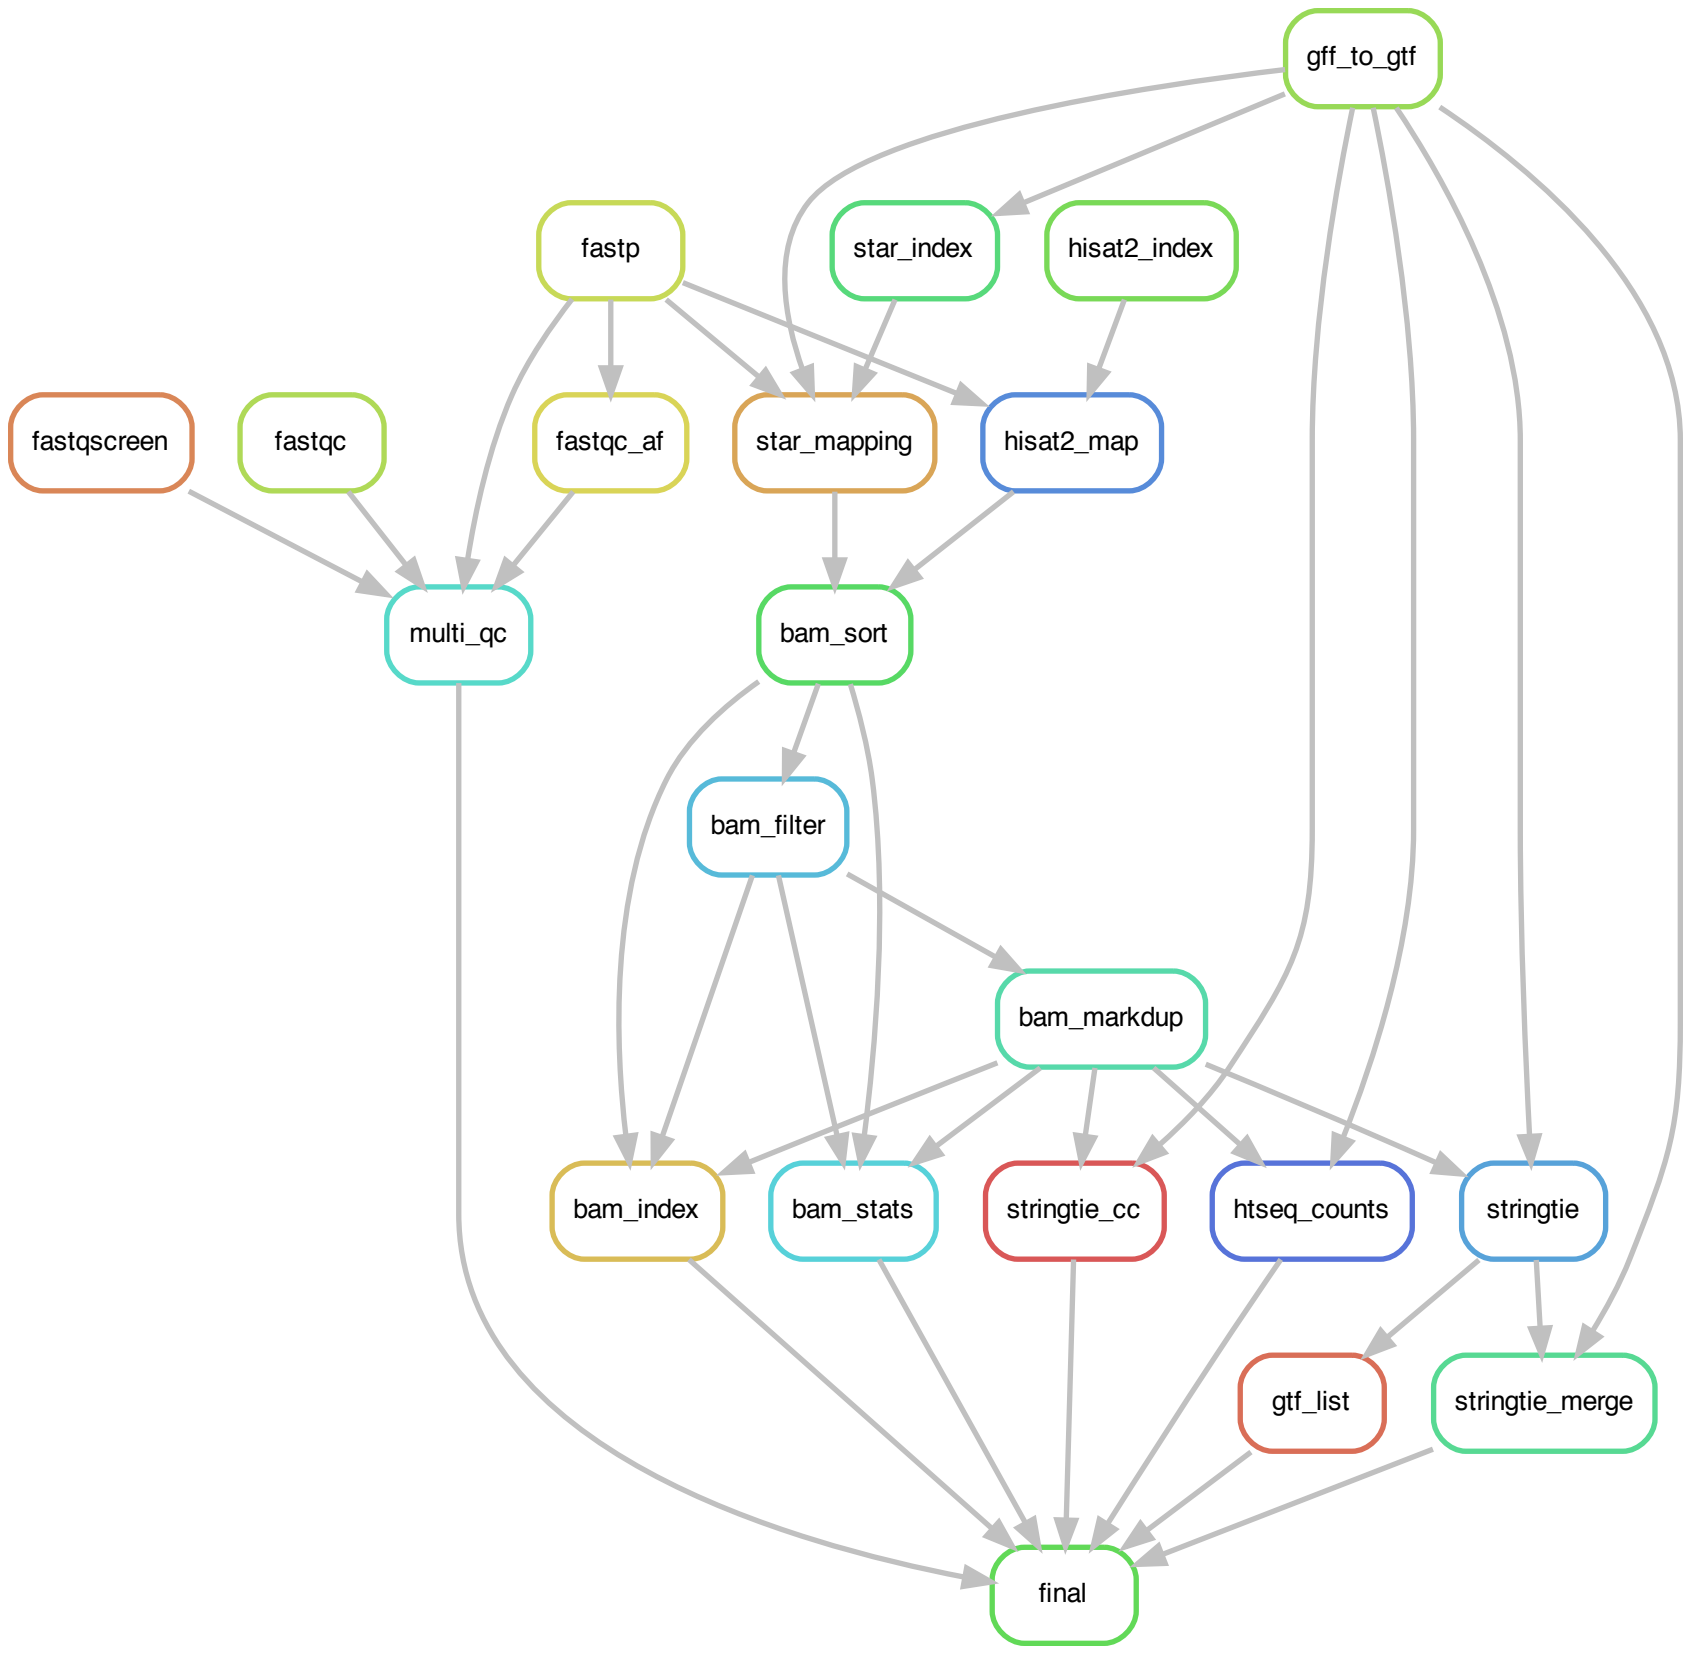 gff_to_gtf
fastp
star_index
hisat2_index
fastqscreen
fastqc
fastqc_af
star_mapping
hisat2_map
multi_qc
bam_sort
bam_filter
bam_markdup
bam_index
bam_stats
stringtie_cc
htseq_counts
stringtie
gtf_list
stringtie_merge
final